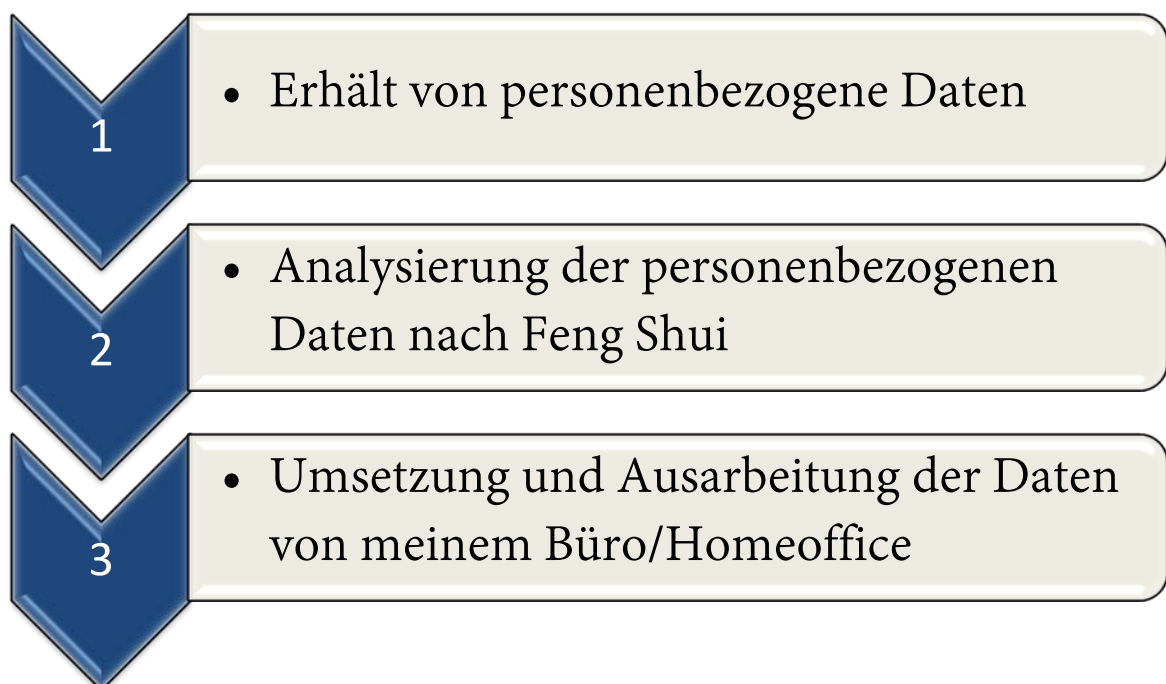 1
• Erhält von personenbezogene Daten
2
• Analysierung der personenbezogenen
Daten nach Feng Shui
3
• Umsetzung und Ausarbeitung der Daten
von meinem Büro/Homeoffice